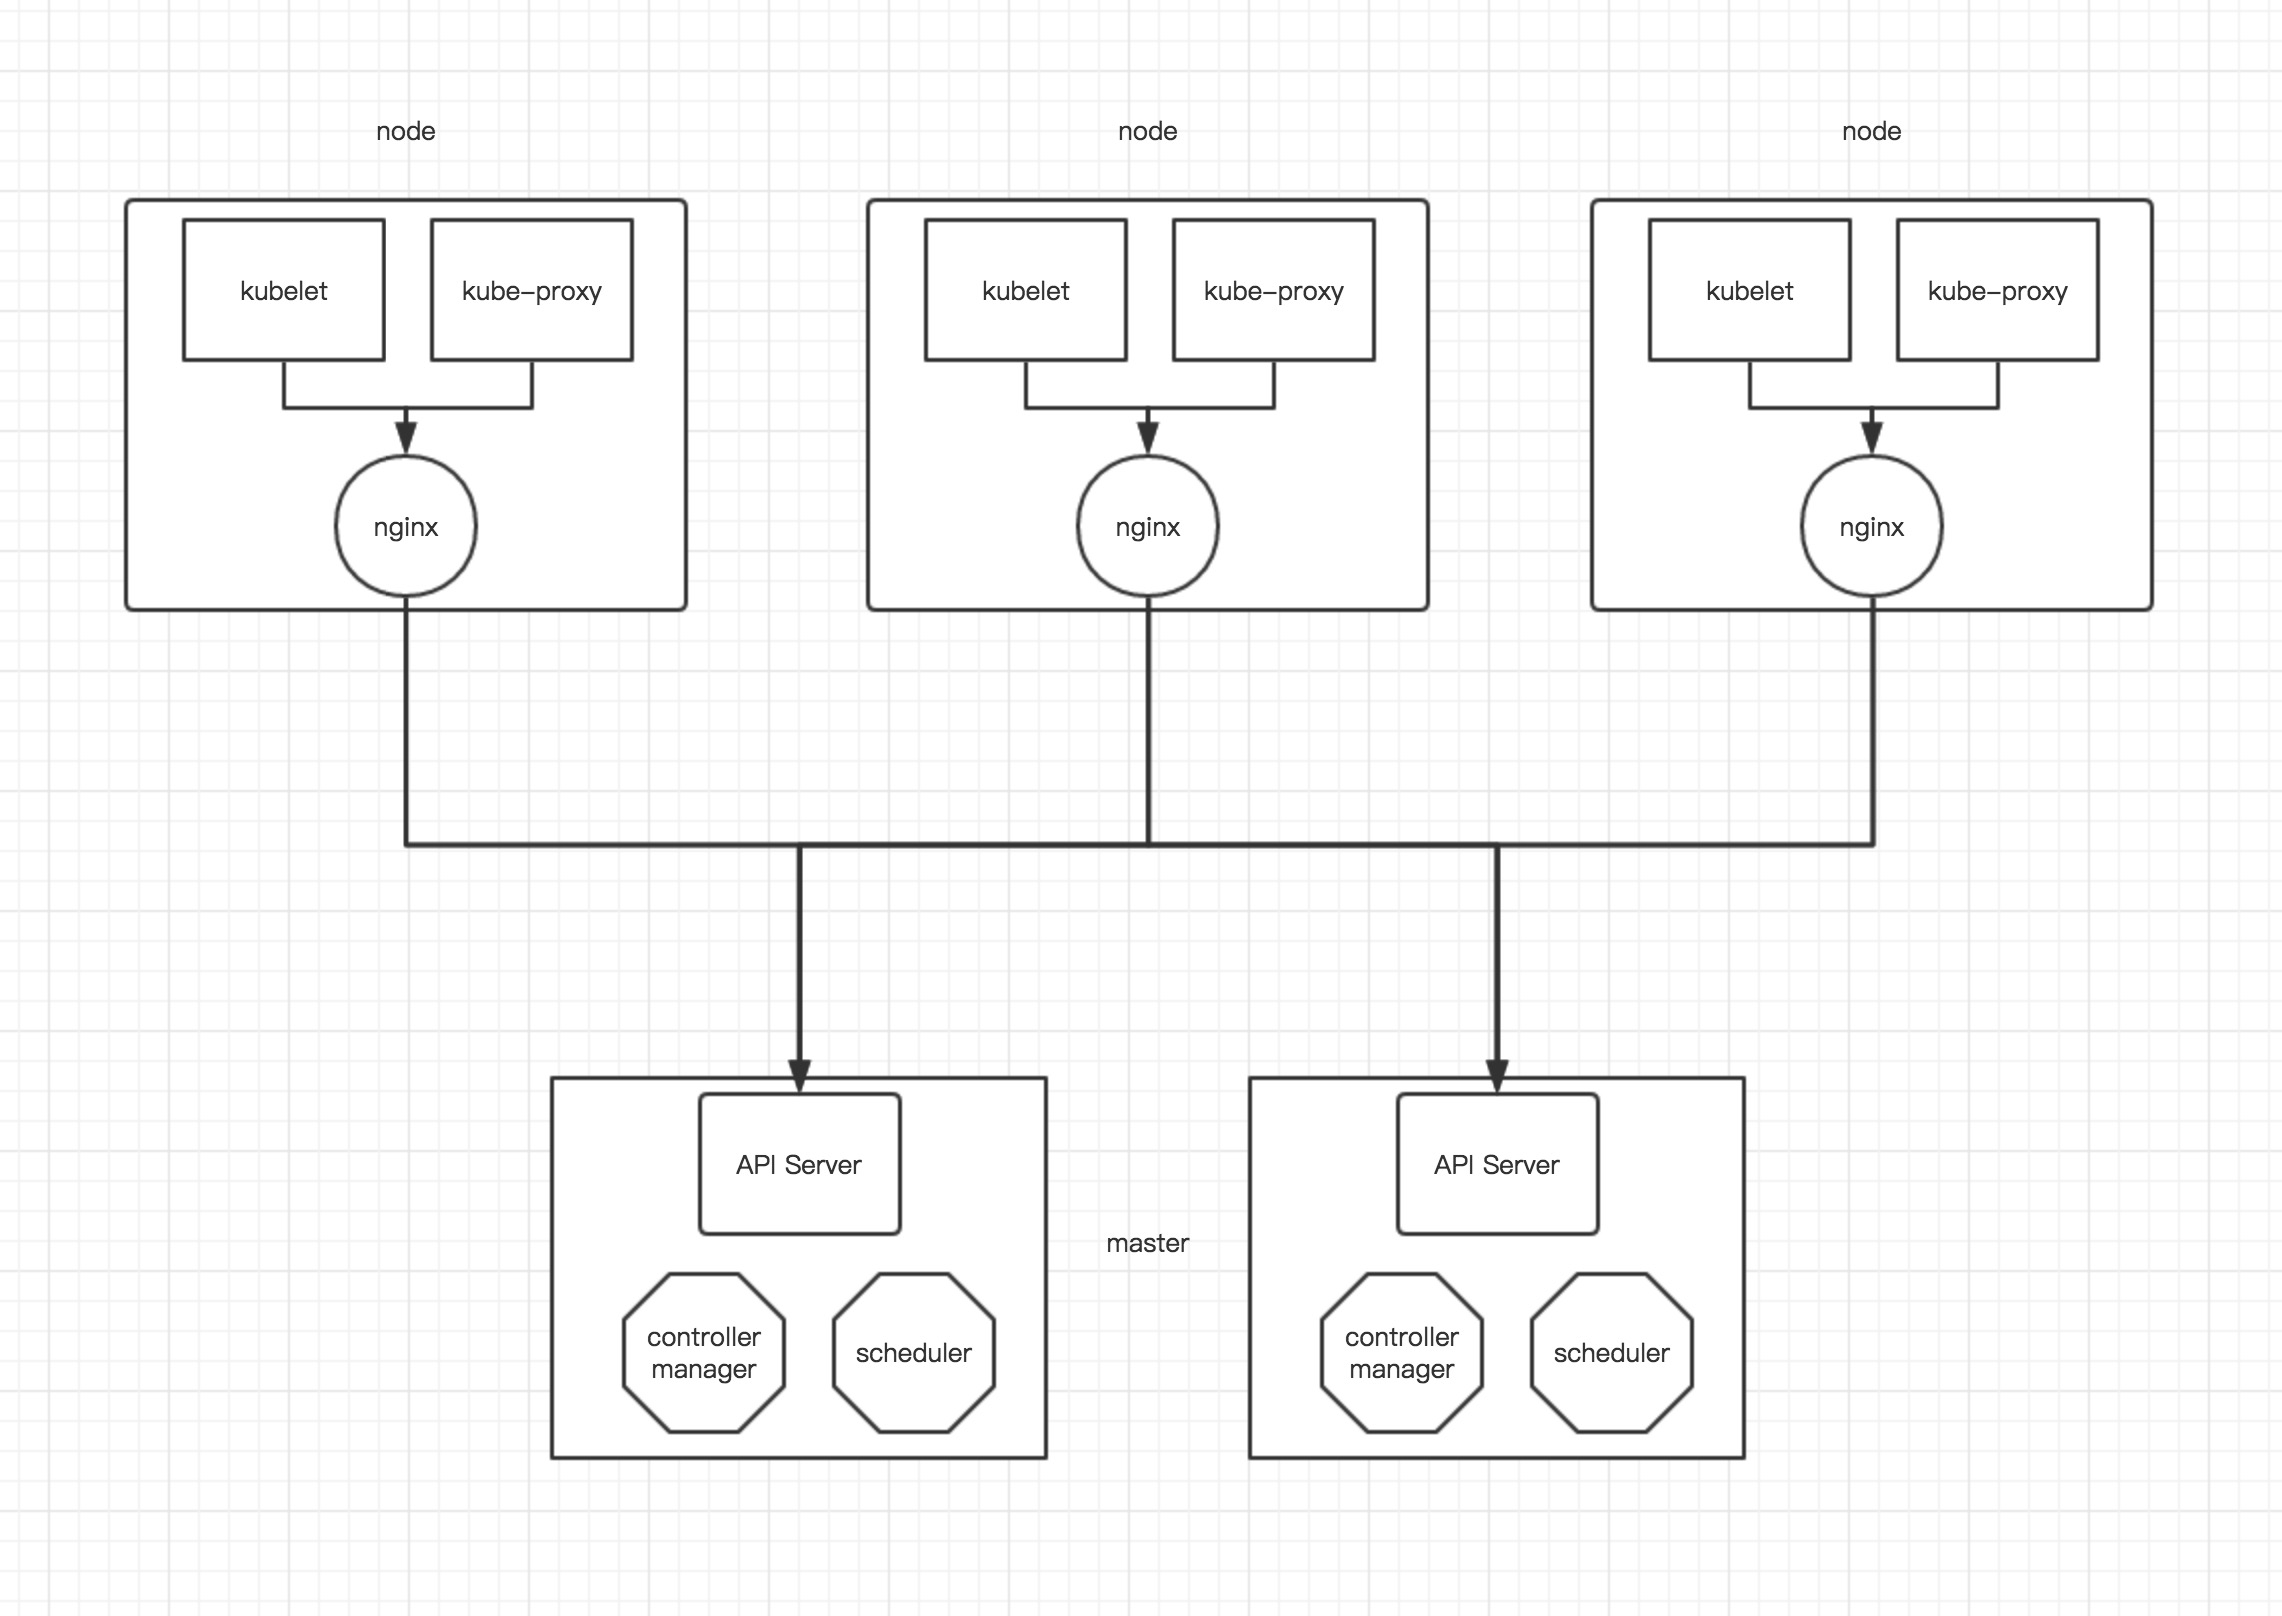 node
node
node
kubelet
kube-proxy
kubelet
kube-proxy
kubelet
kube-proxy
nginx
nginx
nginx
API Server
API Server
master
controller
manager
scheduler
controller
manager
scheduler